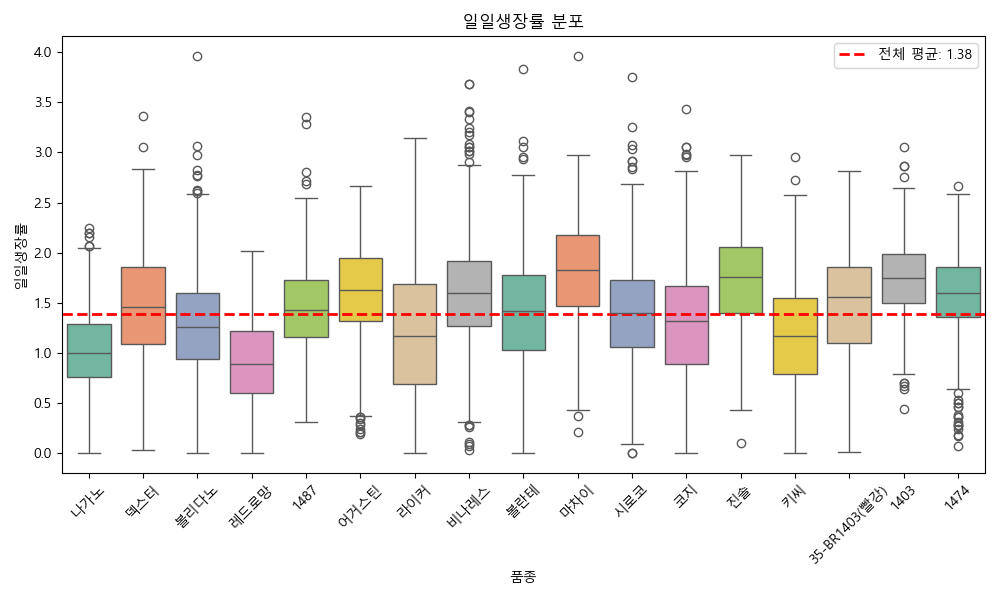 일일생장률 분포
전체 평균: 1.38
일일생장률
4.0
3.5
3.0
2.5
2.0
1.5
1.0
0.5
0.0
나가노
덱스터
볼리다노
레드로망
1487
어거스틴
라이커
비나레스
볼란테
마차이
시로코
코지
진솔
키씨
35-BR1403(빨강)
1403
1474
품종